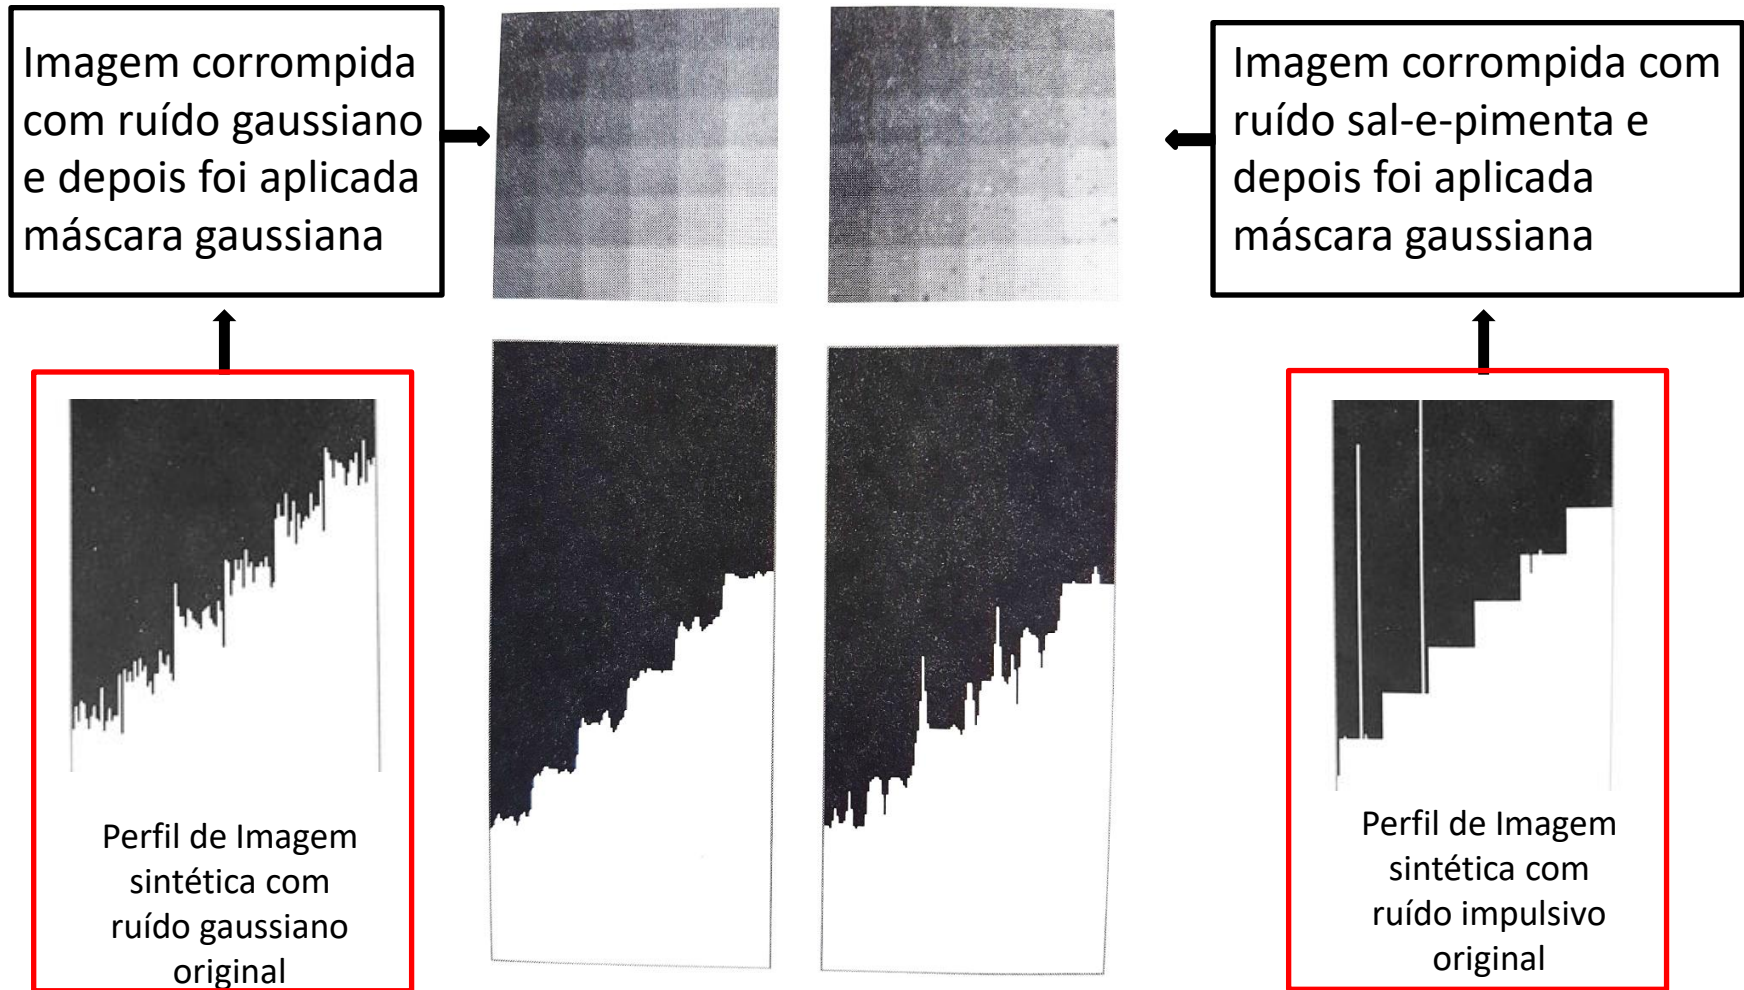 Imagem corrompida
com ruído gaussiano
e depois foi aplicada
máscara gaussiana
Imagem corrompida com
ruído sal-e-pimenta e
depois foi aplicada
máscara gaussiana
Perfil de Imagem
sintética com
ruído gaussiano
original
Perfil de Imagem
sintética com
ruído impulsivo
original